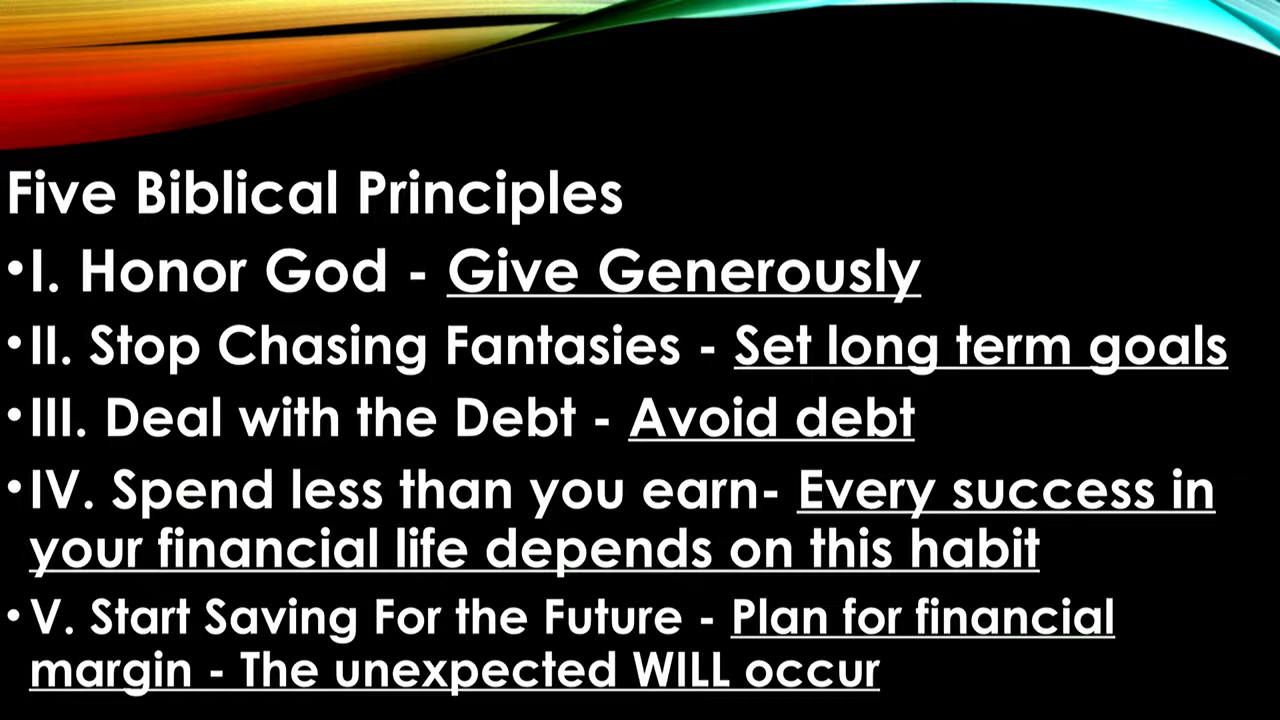 Five Biblical Principles
•I. Honor God - Give Generously
•II. Stop Chasing Fantasies - Set long term goals
•III. Deal with the Debt - Avoid debt
•IV. Spend less than you earn- Every success in
your financial life depends on this habit
•V. Start Saving For the Future - Plan for financial
margin - The unexpected WILL occur